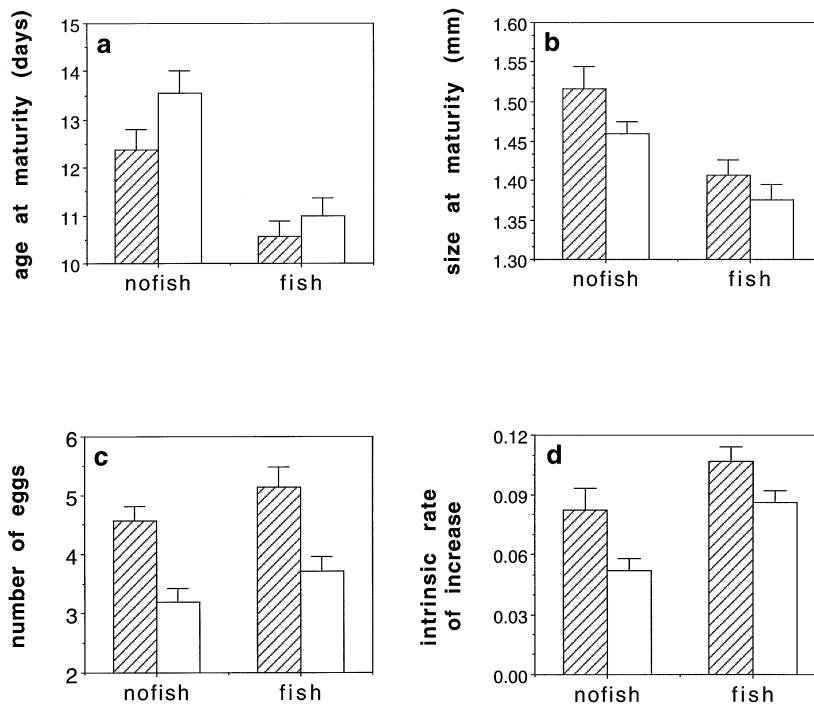 a
age at maturity (days)
15
14
13
12
11
10
nofish
fish
b
size at maturity (mm)
1.60
1.55
1.50
1.45
1.40
1.35
1.30
nofish
fish
c
number of eggs
6
5
4
3
2
nofish
fish
d
intrinsic rate
of increase
0.12
0.09
0.06
0.03
0.00
nofish
fish